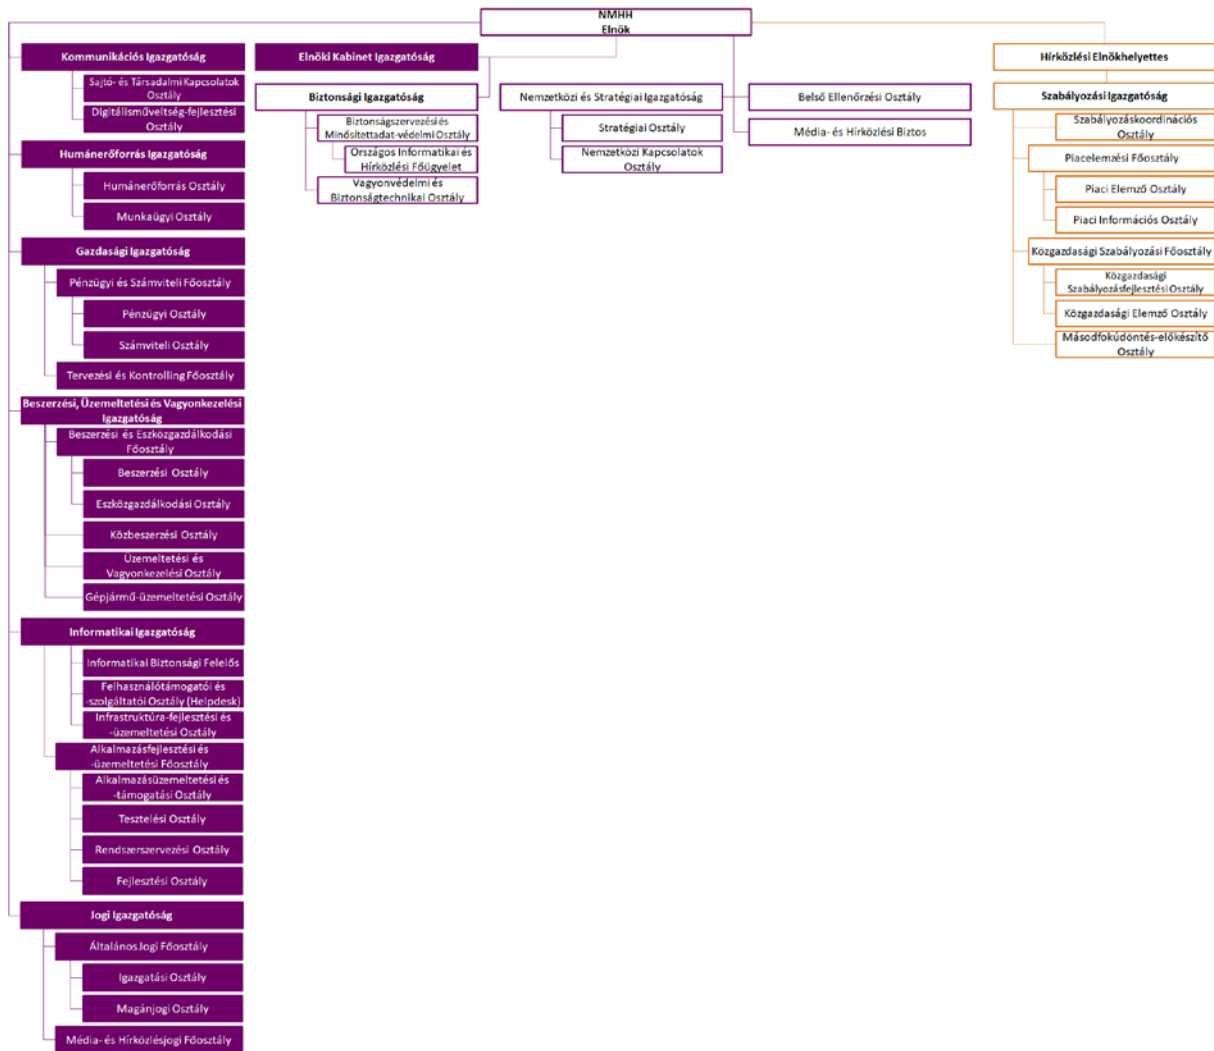 NMHH
Elnök
Kommunikációs Igazgatóság
Sajtó- és Társadalmi Kapcsolatok
Osztály
Digitálisműveltség-fejlesztési
Osztály
Humánerőforrás Igazgatóság
Humánerőforrás Osztály
Munkaügyi Osztály
Gazdasági Igazgatóság
Pénzügyi és Számviteli Főosztály
Pénzügyi Osztály
Számviteli Osztály
Tervezési és Kontrolling Főosztály
Beszerzési, Üzemeltetési és Vagyonkezelési
Igazgatóság
Beszerzési és Eszközgazdálkodási
Főosztály
Beszerzési Osztály
Eszközgazdálkodási Osztály
Közbeszerzési Osztály
Üzemeltetési és
Vagyonkezelési Osztály
Gépjármű-üzemeltetési Osztály
Informatikai Igazgatóság
Informatikai Biztonsági Felelős
Felhasználótámogatói és
-szolgáltatói Osztály (Helpdesk)
Infrastruktúra-fejlesztési és
-üzemeltetési Osztály
Alkalmazásfejlesztési és
-üzemeltetési Főosztály
Alkalmazásüzemeltetési és
-támogatási Osztály
Tesztelési Osztály
Rendszerszervezési Osztály
Fejlesztési Osztály
Jogi Igazgatóság
Általános Jogi Főosztály
Igazgatási Osztály
Magánjogi Osztály
Média- és Hírközlésjogi Főosztály
Elnöki Kabinet Igazgatóság
Biztonsági Igazgatóság
Biztonságszervezési és
Minősítettadat-védelmi Osztály
Országos Informatikai és
Hírközlési Főügyelet
Vagyonvédelmi és
Biztonságtechnikai Osztály
Nemzetközi és Stratégiai Igazgatóság
Stratégiai Osztály
Nemzetközi Kapcsolatok
Osztály
Belső Ellenőrzési Osztály
Média- és Hírközlési Biztos
Hírközlési Elnökhelyettes
Szabályozási Igazgatóság
Szabályozáskoordinációs
Osztály
Piacelemzési Főosztály
Piaci Elemző Osztály
Piaci Információs Osztály
Közgazdasági Szabályozási Főosztály
Közgazdasági
Szabályozásfejlesztési Osztály
Közgazdasági Elemző Osztály
Másodfokúdöntés-előkészítő
Osztály